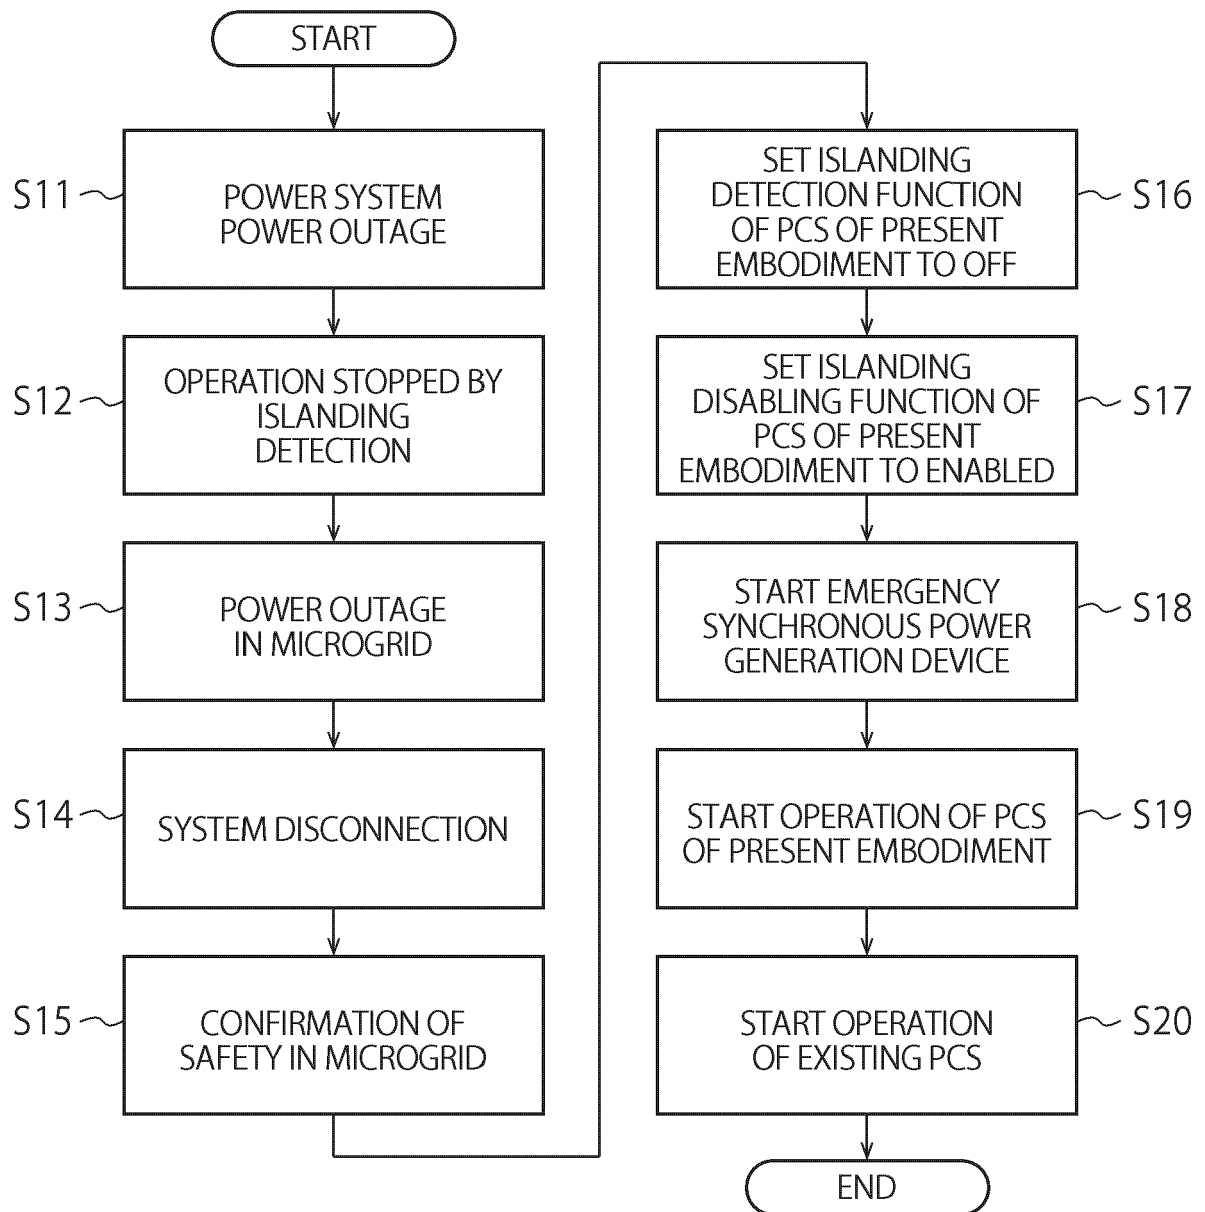 START
S11
POWER SYSTEM
POWER OUTAGE
S12
OPERATION STOPPED BY
ISLANDING
DETECTION
S13
POWER OUTAGE
IN MICROGRID
S14
SYSTEM DISCONNECTION
S15
CONFIRMATION OF
SAFETY IN MICROGRID
SET ISLANDING
DETECTION FUNCTION
OF PCS OF PRESENT
EMBODIMENT TO OFF
S16
SET ISLANDING
DISABLING FUNCTION OF
PCS OF PRESENT
EMBODIMENT TO ENABLED
S17
START EMERGENCY
SYNCHRONOUS POWER
GENERATION DEVICE
S18
START OPERATION OF PCS
OF PRESENT EMBODIMENT
S19
START OPERATION
OF EXISTING PCS
S20
END